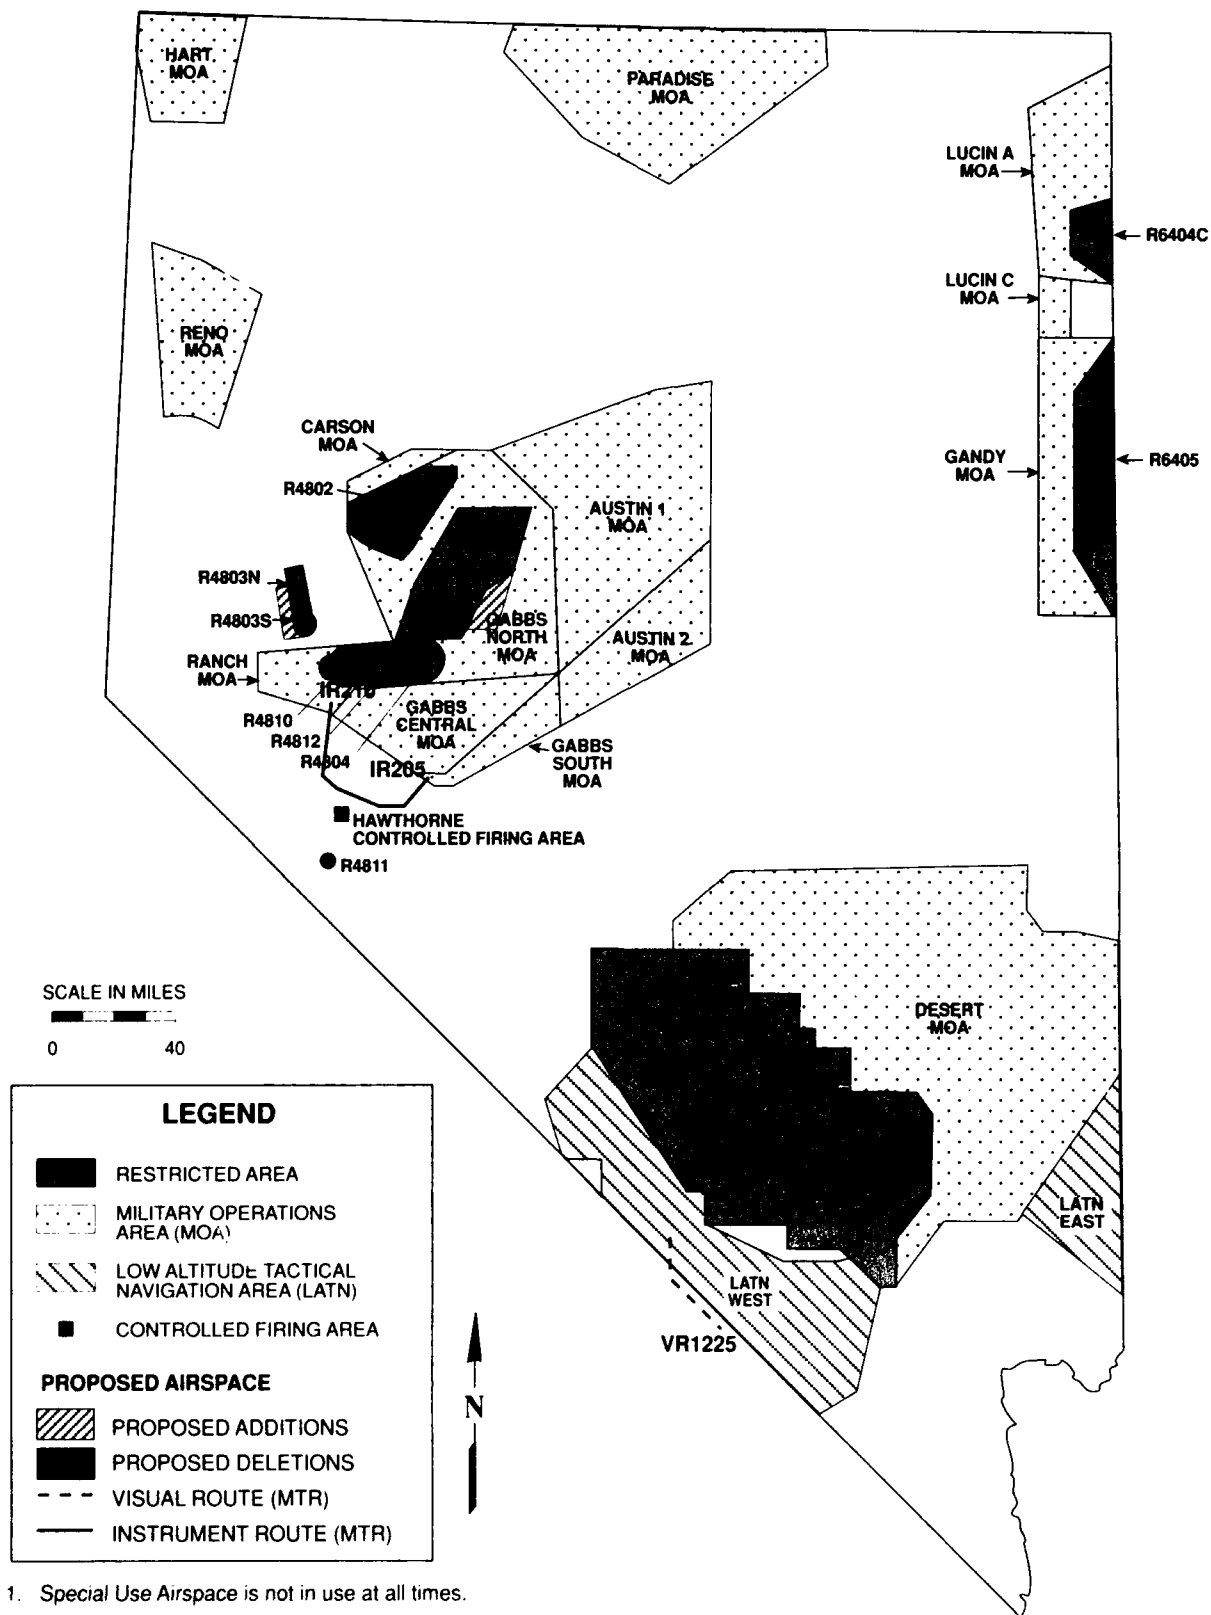 HART
MOA
PARADISE
MOA
LUCIN A
MOA
R6404C
LUCIN C
MOA
RENO
MOA
CARSON
MOA
R4802
GANDY
MOA
R6405
AUSTIN 1
MOA
R4803N
R4803S
GABBS
NORTH
MOA
AUSTIN 2
MOA
RANCH
MOA
IR210
R4810
GABBS
CENTRAL
MOA
R4812
R4804
IR205
GABBS
SOUTH
MOA
HAWTHORNE
CONTROLLED FIRING AREA
R4811
SCALE IN MILES
0 40
DESERT
MOA
LATN
EAST
LATN
WEST
VR1225
N
LEGEND
RESTRICTED AREA
MILITARY OPERATIONS
AREA (MOA)
LOW ALTITUDE TACTICAL
NAVIGATION AREA (LATN)
CONTROLLED FIRING AREA
PROPOSED AIRSPACE
PROPOSED ADDITIONS
PROPOSED DELETIONS
VISUAL ROUTE (MTR)
INSTRUMENT ROUTE (MTR)
1. Special Use Airspace is not in use at all times.